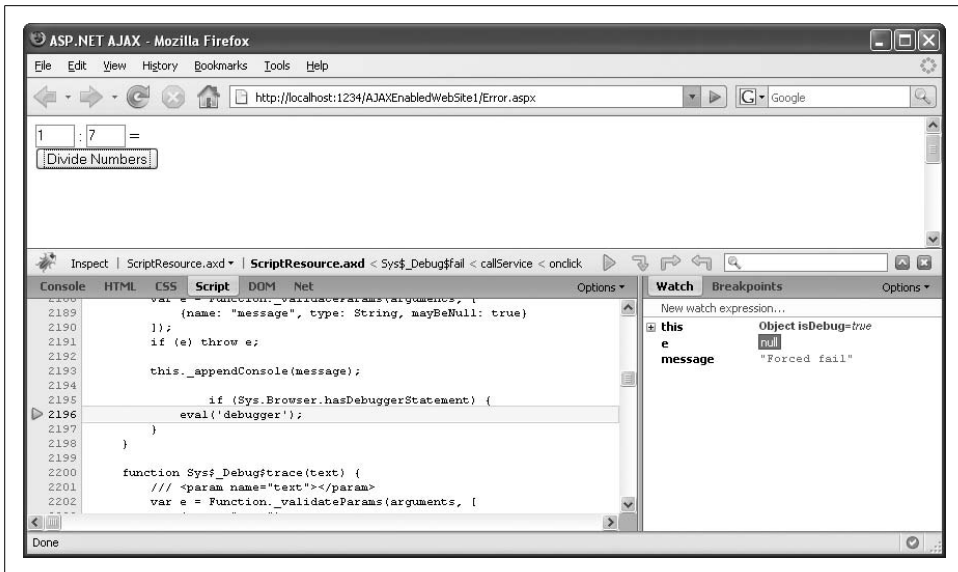 ASP.NET AJAX - Mozilla Firefox
File Edit View History Bookmarks Tools Help
http://localhost:1234/AJAXEnabledWebSite1/Error.aspx
G Google
1 : 7 =
Divide Numbers
Inspect | ScriptResource.axd | ScriptResource.axd < Sys$_Debug$fail < callService < onclick
Console HTML CSS Script DOM Net Options
Watch Breakpoints Options
New watch expression...
this Object isDebug=true
e null
message "Forced fail"
2188 var e = Function._validateParams(arguments, [
2189 {name: "message", type: String, mayBeNull: true}
2190 ]);
2191 if (e) throw e;
2192
2193 this._appendConsole(message);
2194
2195 if (Sys.Browser.hasDebuggerStatement) {
2196 eval('debugger');
2197 }
2198 }
2199
2200 function Sys$_Debug$trace(text) {
2201 /// <param name="text"></param>
2202 var e = Function._validateParams(arguments, [
Done